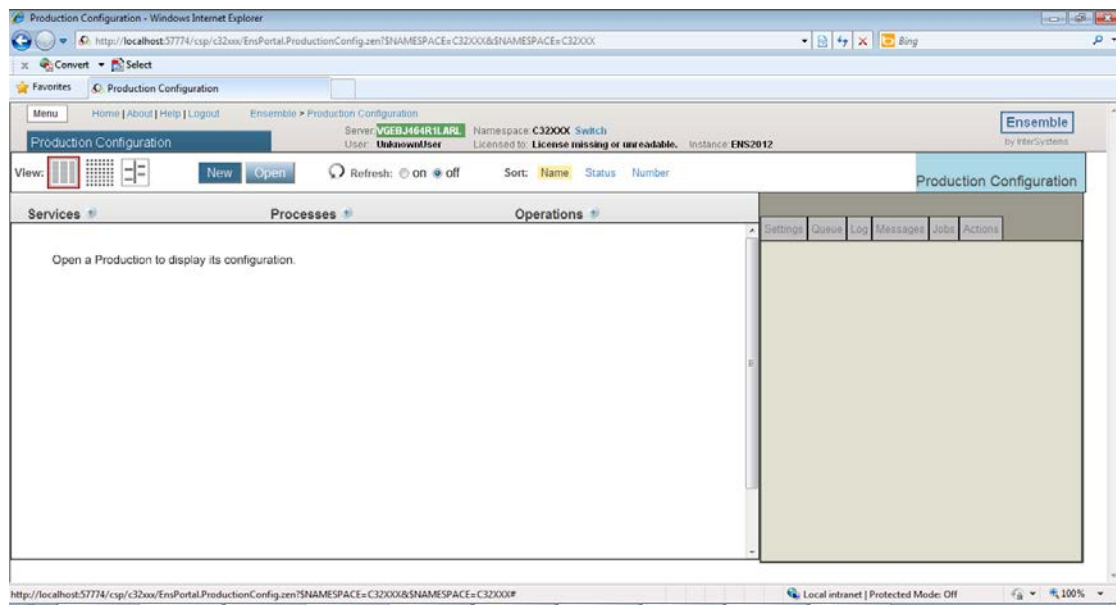 Production Configuration - Windows Internet Explorer
http://localhost:57774/csp/c32xxx/EnsPortal.ProductionConfig.zen?$NAMESPACE=C32XXX&$NAMESPACE=C32XXX
Bing
x Convert Select
Favorites Production Configuration
Menu Home | About | Help | Logout Ensemble > Production Configuration
Server: VGEBJ464R1LARL Namespace: C32XXX Switch
Ensemble
Production Configuration User: UnknownUser Licensed to: License missing or unreadable. Instance: ENS2012 by InterSystems
View: New Open Refresh: on off Sort: Name Status Number
Production Configuration
Services Processes Operations
Settings Queue Log Messages Jobs Actions
Open a Production to display its configuration.
http://localhost:57774/csp/c32xxx/EnsPortal.ProductionConfig.zen?$NAMESPACE=C32XXX&$NAMESPACE=C32XXX# Local intranet | Protected Mode: Off 100%